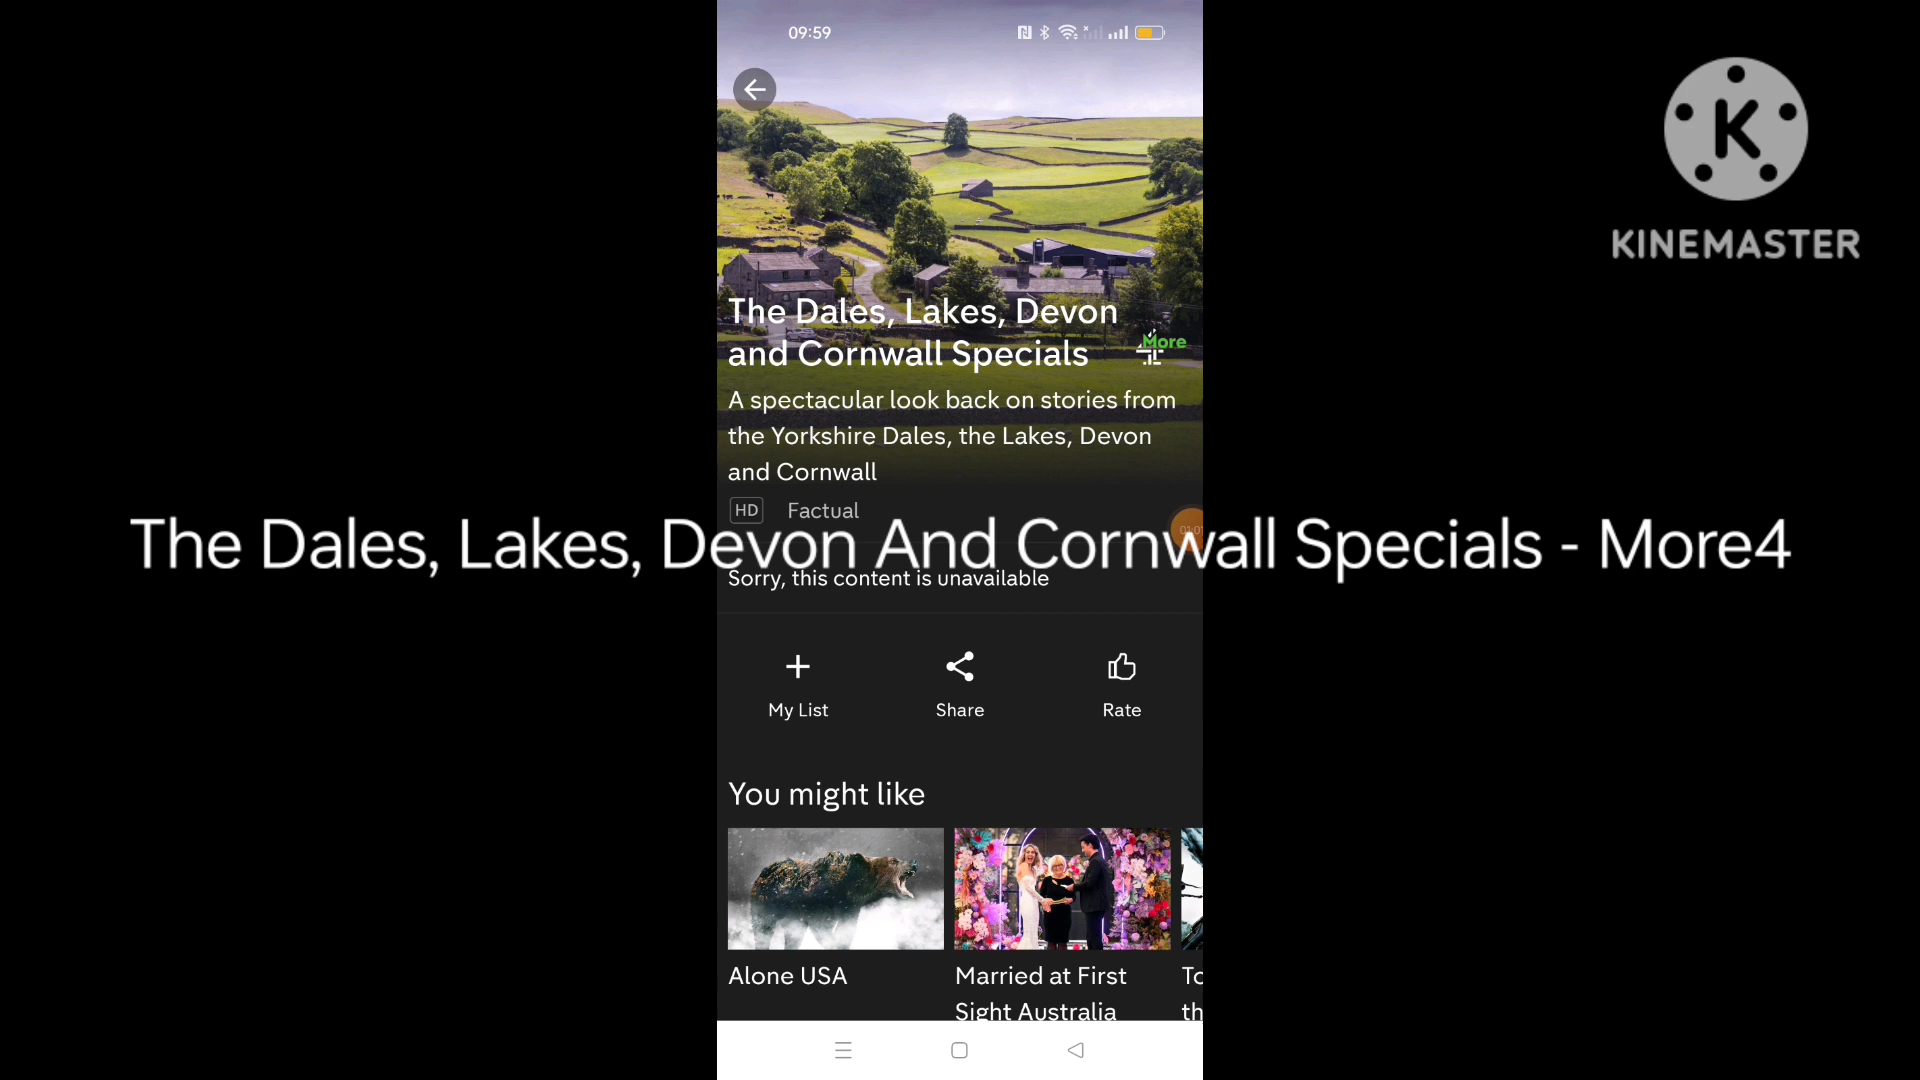 09:59
K
KINEMASTER
The Dales, Lakes, Devon
and Cornwall Specials
More
A spectacular look back on stories from
the Yorkshire Dales, the Lakes, Devon
and Cornwall
HD Factual
The Dales, Lakes, Devon And Cornwall Specials - More4
Sorry, this content is unavailable
My List
Share
Rate
You might like
Alone USA
Married at First
Sight Australia
To
th